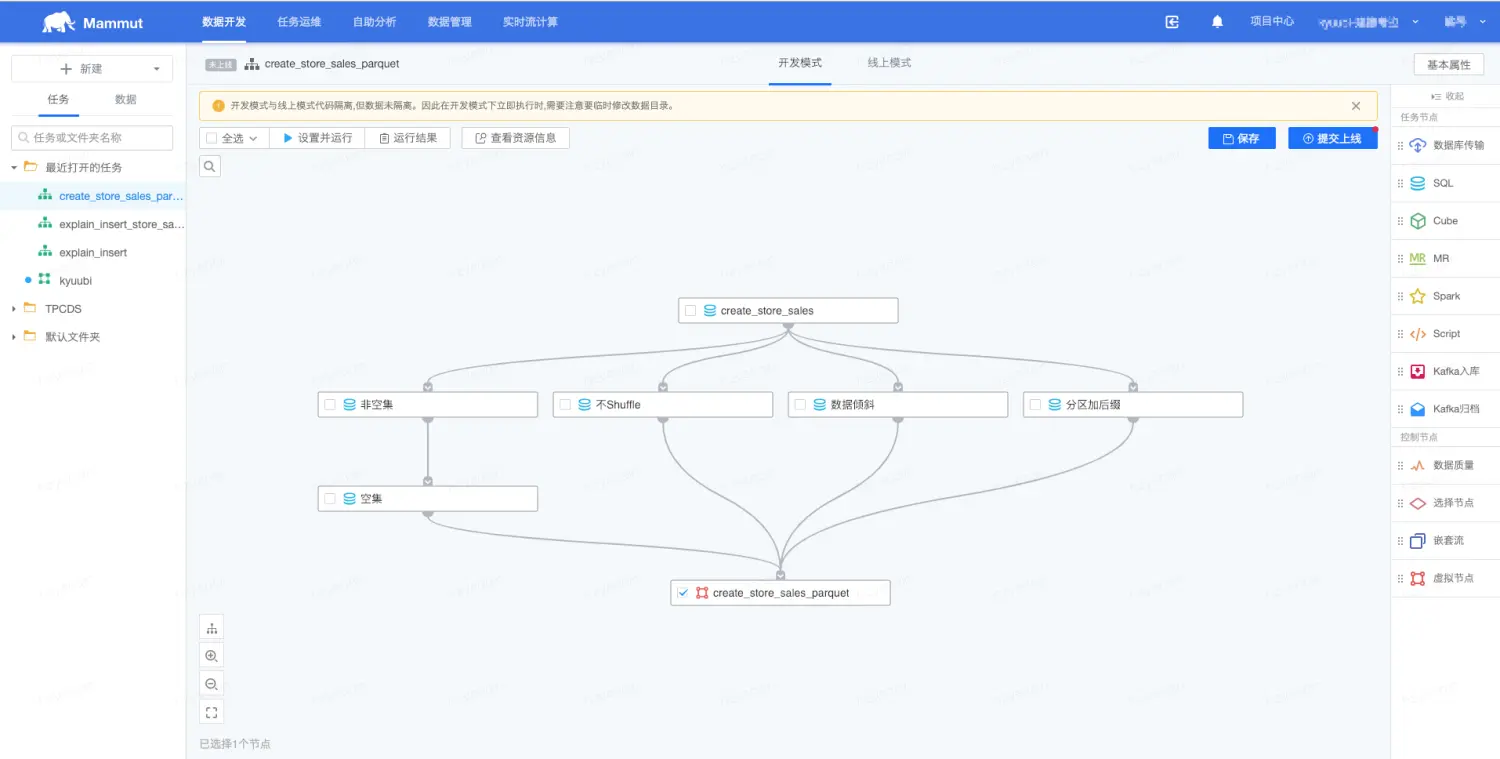 Mammut
数据开发
任务运维
自助分析
数据管理
实时流计算
项目中心
新建
任务
数据
任务或文件夹名称
最近打开的任务
create_store_sales_par...
explain_insert_store_sa...
explain_insert
kyuubi
TPCDS
默认文件夹
未上线
create_store_sales_parquet
开发模式
线上模式
基本属性
开发模式与线上模式代码隔离,但数据未隔离。因此在开发模式下立即执行时,需要注意要临时修改数据目录。
全选
设置并运行
运行结果
查看资源信息
保存
提交上线
create_store_sales
非空集
不Shuffle
数据倾斜
分区加后缀
空集
create_store_sales_parquet
已选择1个节点
收起
任务节点
数据库传输
SQL
Cube
MR
MR
Spark
Script
Kafka入库
Kafka归档
控制节点
数据质量
选择节点
嵌套流
虚拟节点